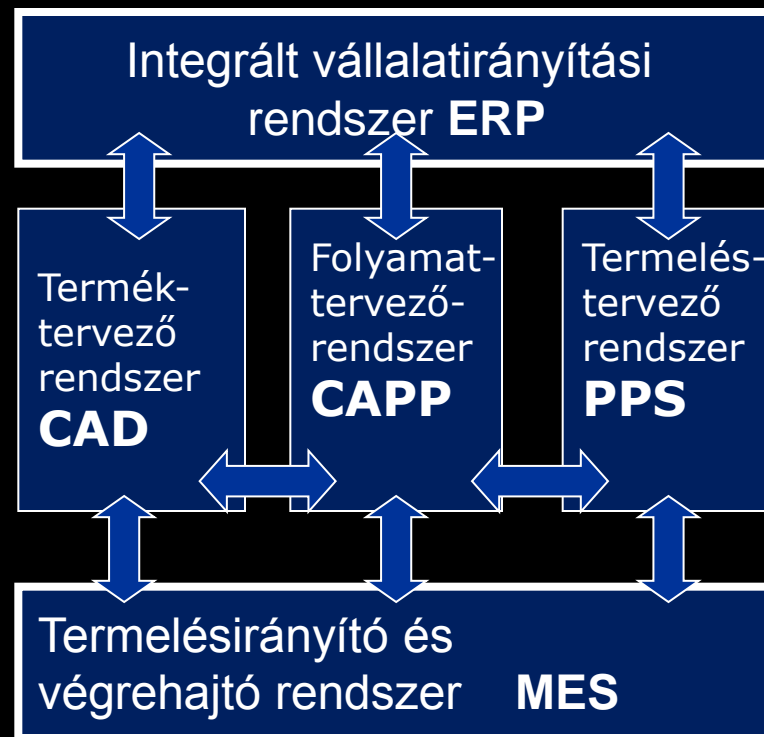 Integrált vállalatirányítási
rendszer ERP
Termék-
tervező
rendszer
CAD
Folyamat-
tervező-
rendszer
CAPP
Termelés-
tervező
rendszer
PPS
Termelésirányító és
végrehajtó rendszer MES